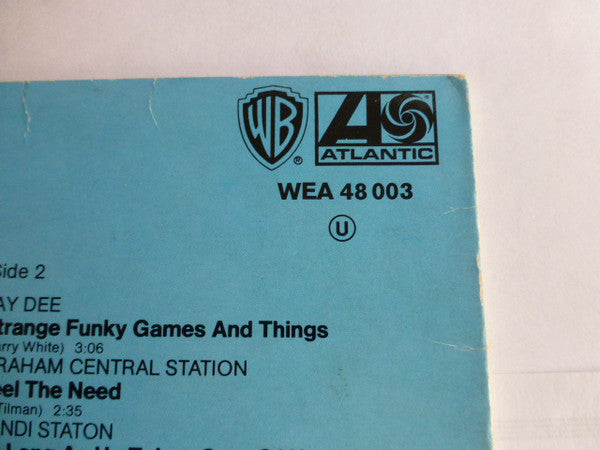 WB ®
ATLANTIC
WEA 48 003
U
Side 2
AY DEE
trange Funky Games And Things
arry White) 3:06
RAHAM CENTRAL STATION
eel The Need
Tilman) 2:35
NDI STATON